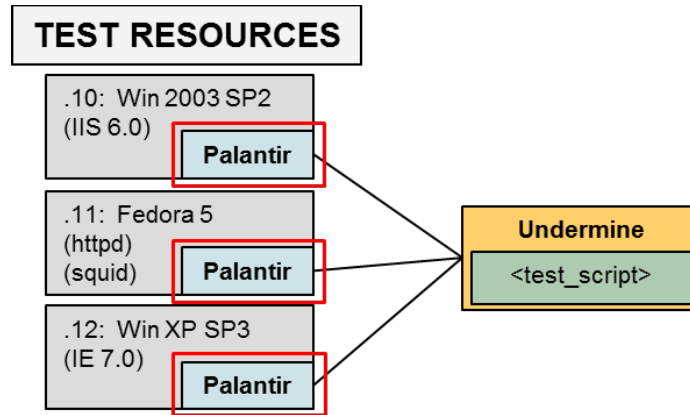 TEST RESOURCES
.10: Win 2003 SP2
(IIS 6.0)
Palantir
.11: Fedora 5
(httpd)
(squid)
Palantir
.12: Win XP SP3
(IE 7.0)
Palantir
Undermine
<test_script>